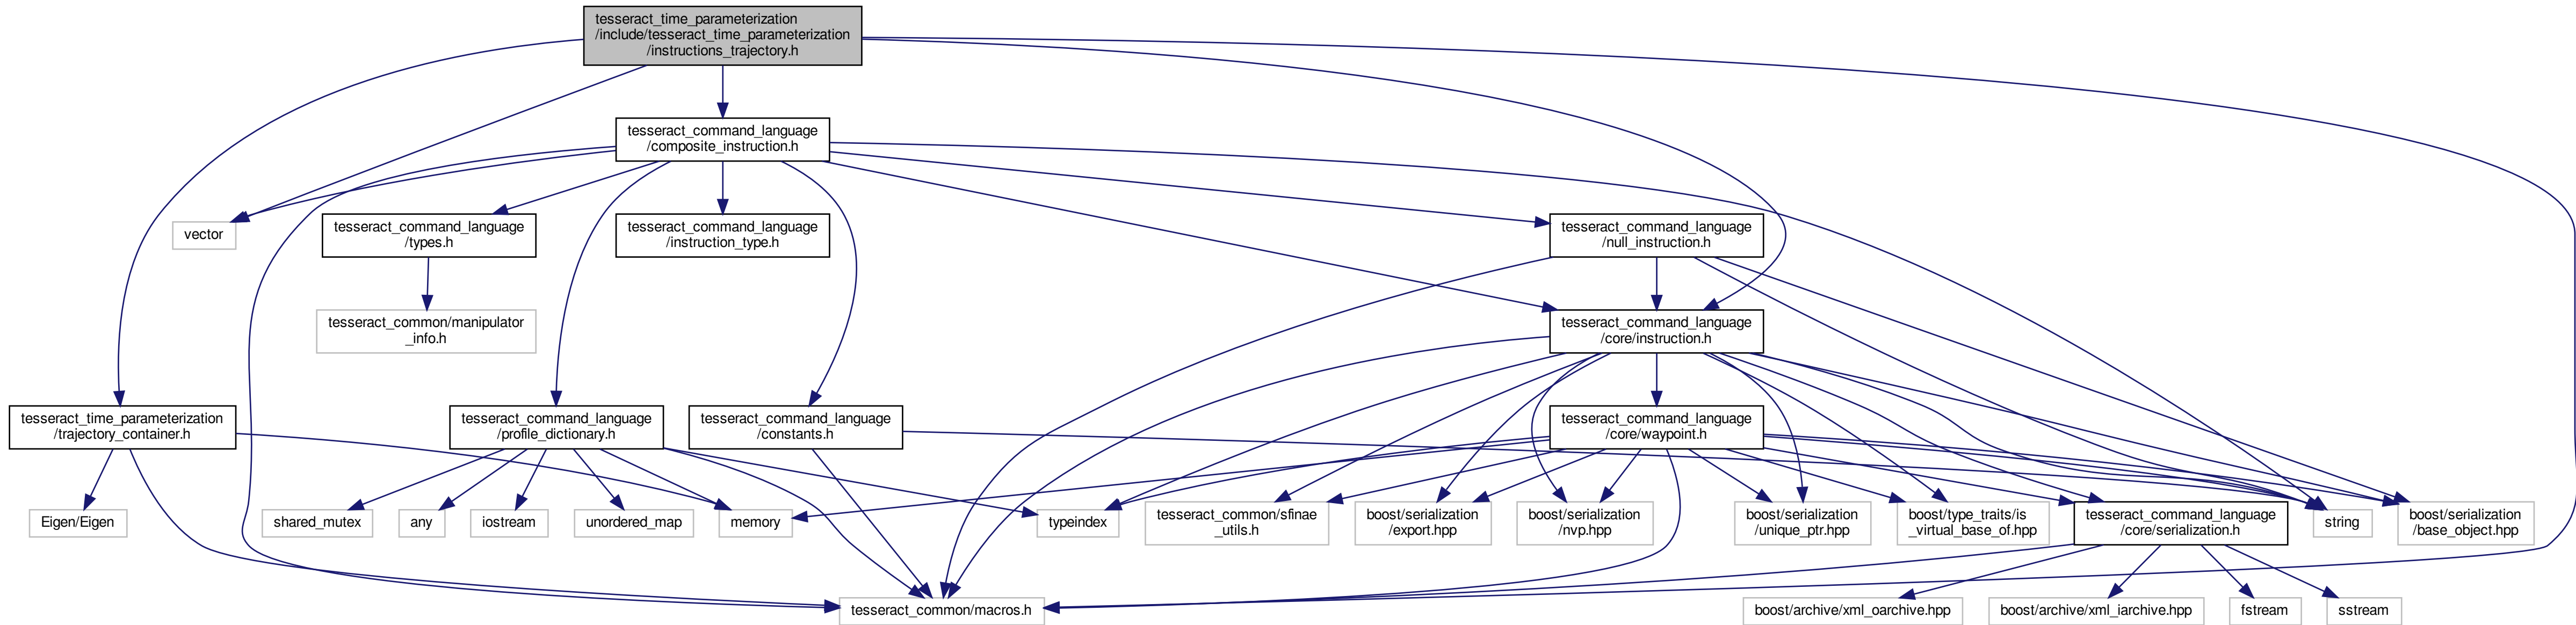 tesseract_time_parameterization
/include/tesseract_time_parameterization
/instructions_trajectory.h
tesseract_command_language
/composite_instruction.h
vector
tesseract_command_language
/types.h
tesseract_command_language
/instruction_type.h
tesseract_command_language
/null_instruction.h
tesseract_common/manipulator
_info.h
tesseract_command_language
/core/instruction.h
tesseract_time_parameterization
/trajectory_container.h
tesseract_command_language
/profile_dictionary.h
tesseract_command_language
/constants.h
tesseract_command_language
/core/waypoint.h
Eigen/Eigen
shared_mutex
any
iostream
unordered_map
memory
typeindex
tesseract_common/sfinae
_utils.h
boost/serialization
/export.hpp
boost/serialization
/nvp.hpp
boost/serialization
/unique_ptr.hpp
boost/type_traits/is
_virtual_base_of.hpp
tesseract_command_language
/core/serialization.h
string
boost/serialization
/base_object.hpp
tesseract_common/macros.h
boost/archive/xml_oarchive.hpp
boost/archive/xml_iarchive.hpp
fstream
sstream